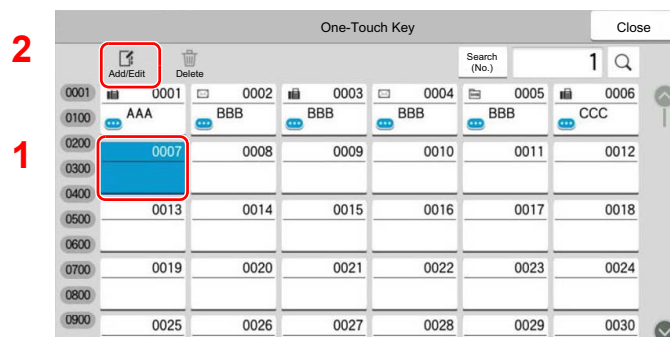 One-Touch Key Close
2
Add/Edit Delete Search (No.) 1
0001 0001 0002 0003 0004 0005 0006
0100 AAA BBB BBB BBB BBB CCC
1
0200 0007 0008 0009 0010 0011 0012
0300
0400
0500 0013 0014 0015 0016 0017 0018
0600
0700 0019 0020 0021 0022 0023 0024
0800
0900 0025 0026 0027 0028 0029 0030